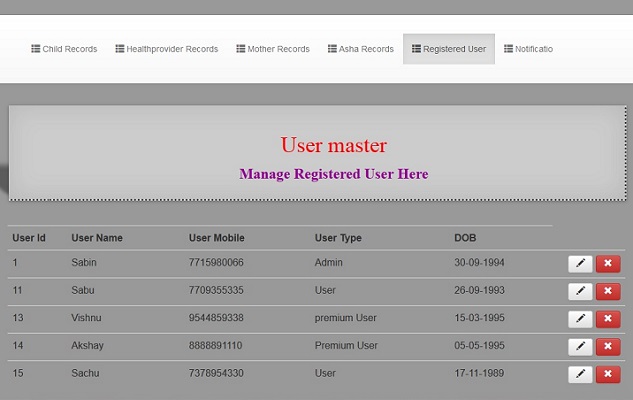 Child Records Healthprovider Records Mother Records Asha Records Registered User Notificatio
User master
Manage Registered User Here
User Id User Name User Mobile User Type DOB
1 Sabin 7715980066 Admin 30-09-1994
11 Sabu 7709355335 User 26-09-1993
13 Vishnu 9544859338 premium User 15-03-1995
14 Akshay 8888891110 Premium User 05-05-1995
15 Sachu 7378954330 User 17-11-1989